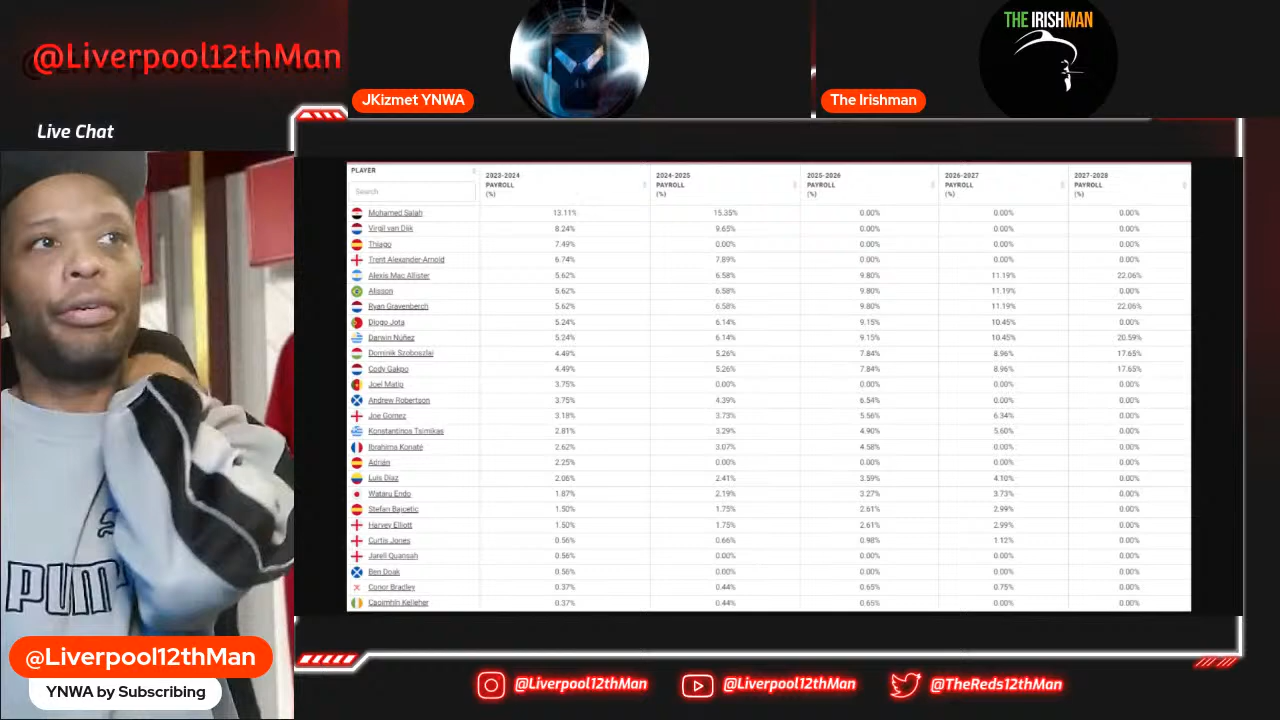 @Liverpool12thMan
JKizmet YNWA
THE IRISHMAN
The Irishman
Live Chat
PLAYER
Search
2023-2024 PAYROLL (%)
2024-2025 PAYROLL (%)
2025-2026 PAYROLL (%)
2026-2027 PAYROLL (%)
2027-2028 PAYROLL (%)
Mohamed Salah 13.11% 15.35% 0.00% 0.00% 0.00%
Virgil van Dijk 8.24% 9.65% 0.00% 0.00% 0.00%
Thiago 7.49% 0.00% 0.00% 0.00% 0.00%
Trent Alexander-Arnold 6.74% 7.89% 0.00% 0.00% 0.00%
Alexis Mac Allister 5.62% 6.58% 9.80% 11.19% 22.06%
Alisson 5.62% 6.58% 9.80% 11.19% 0.00%
Ryan Gravenberch 5.62% 6.58% 9.80% 11.19% 22.06%
Diogo Jota 5.24% 6.14% 9.15% 10.45% 0.00%
Darwin Núñez 5.24% 6.14% 9.15% 10.45% 20.59%
Dominik Szoboszlai 4.49% 5.26% 7.84% 8.96% 17.65%
Cody Gakpo 4.49% 5.26% 7.84% 8.96% 17.65%
Joel Matip 3.75% 0.00% 0.00% 0.00% 0.00%
Andrew Robertson 3.75% 4.39% 6.54% 0.00% 0.00%
Joe Gomez 3.18% 3.73% 5.56% 6.34% 0.00%
Konstantinos Tsimikas 2.81% 3.29% 4.90% 5.60% 0.00%
Ibrahima Konaté 2.62% 3.07% 4.58% 0.00% 0.00%
Adrián 2.25% 0.00% 0.00% 0.00% 0.00%
Luis Díaz 2.06% 2.41% 3.59% 4.10% 0.00%
Wataru Endo 1.87% 2.19% 3.27% 3.73% 0.00%
Stefan Bajcetic 1.50% 1.75% 2.61% 2.99% 0.00%
Harvey Elliott 1.50% 1.75% 2.61% 2.99% 0.00%
Curtis Jones 0.56% 0.66% 0.98% 1.12% 0.00%
Jarell Quansah 0.56% 0.00% 0.00% 0.00% 0.00%
Ben Doak 0.56% 0.00% 0.00% 0.00% 0.00%
Conor Bradley 0.37% 0.44% 0.65% 0.75% 0.00%
Caoimhín Kelleher 0.37% 0.44% 0.65% 0.00% 0.00%
PUMA
@Liverpool12thMan
YNWA by Subscribing
@Liverpool12thMan
@Liverpool12thMan
@TheReds12thMan